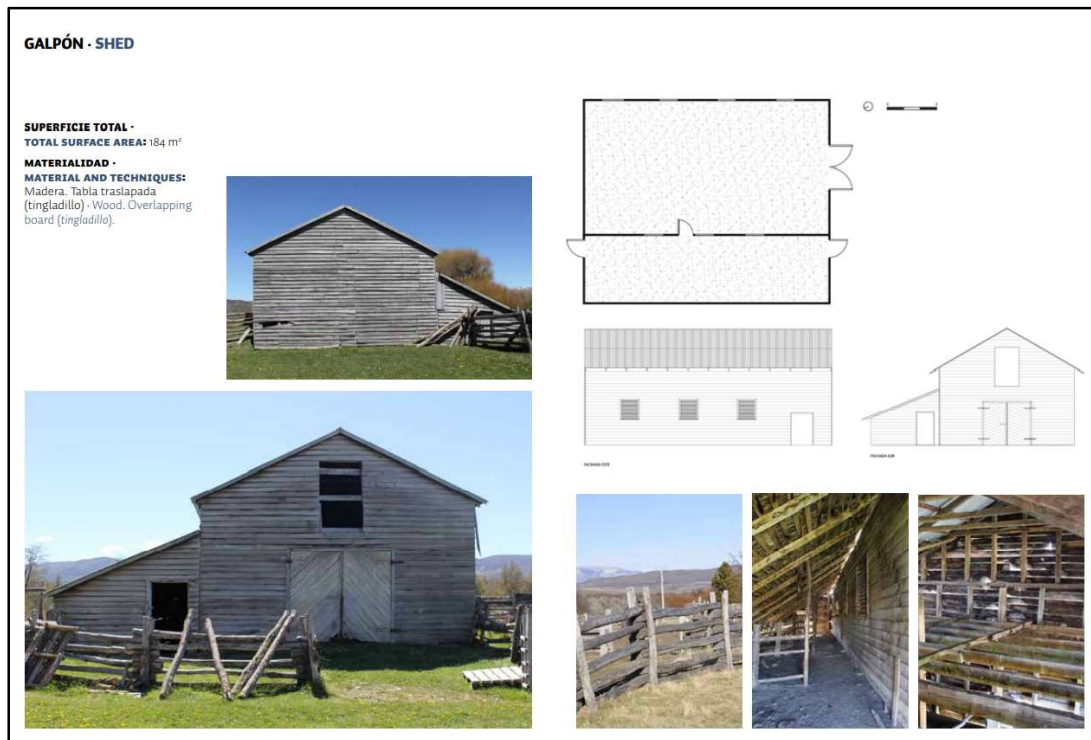 GALPÓN · SHED
SUPERFICIE TOTAL ·
TOTAL SURFACE AREA: 184 m²
MATERIALIDAD ·
MATERIAL AND TECHNIQUES:
Madera. Tabla traslapada
(tingladillo) · Wood. Overlapping
board (tingladillo).